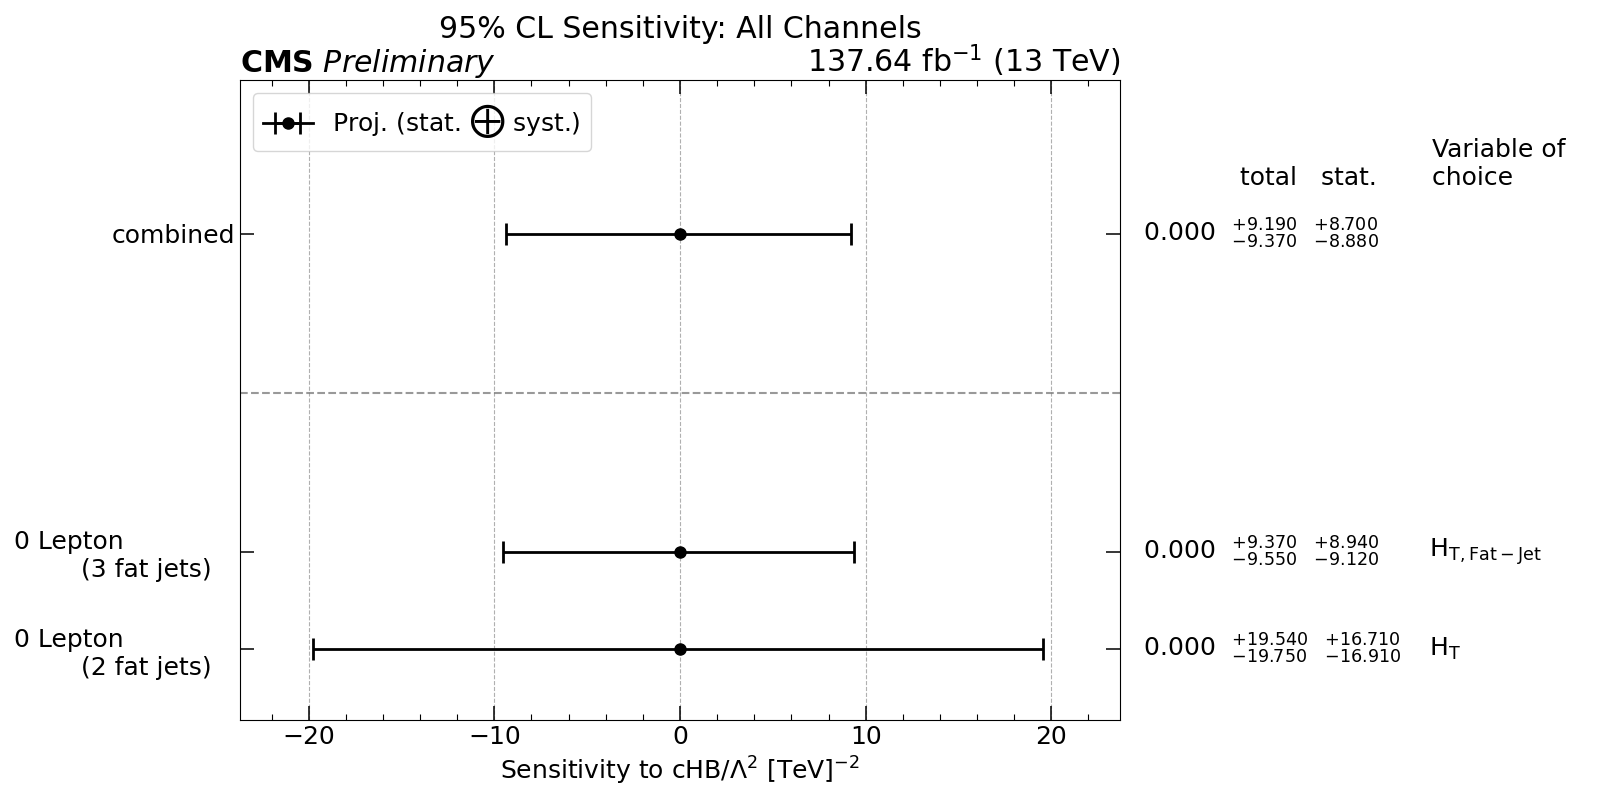 95% CL Sensitivity: All Channels
CMS Preliminary 137.64 fb⁻¹ (13 TeV)
Proj. (stat. ⊕ syst.)
Variable of
total stat. choice
combined 0.000 +9.190 −9.370 +8.700 −8.880
0 Lepton
(3 fat jets) 0.000 +9.370 −9.550 +8.940 −9.120 H_T, Fat−Jet
0 Lepton
(2 fat jets) 0.000 +19.540 −19.750 +16.710 −16.910 H_T
−20 −10 0 10 20
Sensitivity to cHB/Λ² [TeV]⁻²